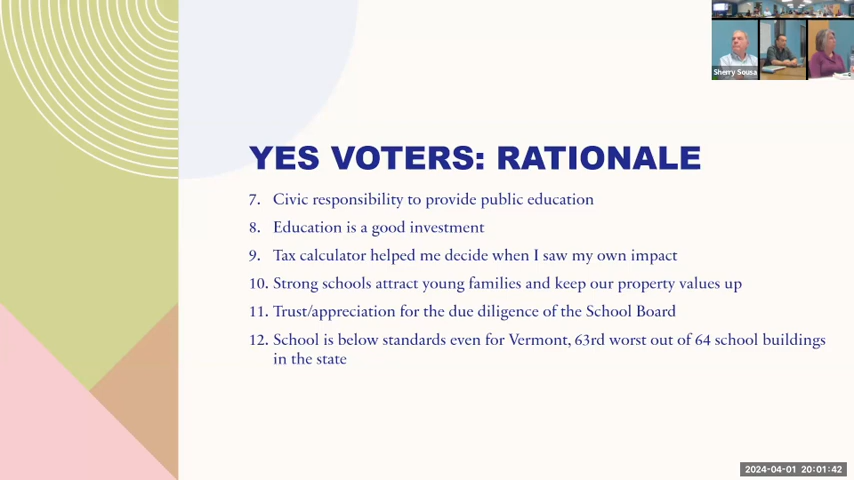 Sherry Sousa
YES VOTERS: RATIONALE
7. Civic responsibility to provide public education
8. Education is a good investment
9. Tax calculator helped me decide when I saw my own impact
10. Strong schools attract young families and keep our property values up
11. Trust/appreciation for the due diligence of the School Board
12. School is below standards even for Vermont, 63rd worst out of 64 school buildings
in the state
2024-04-01 20:01:42